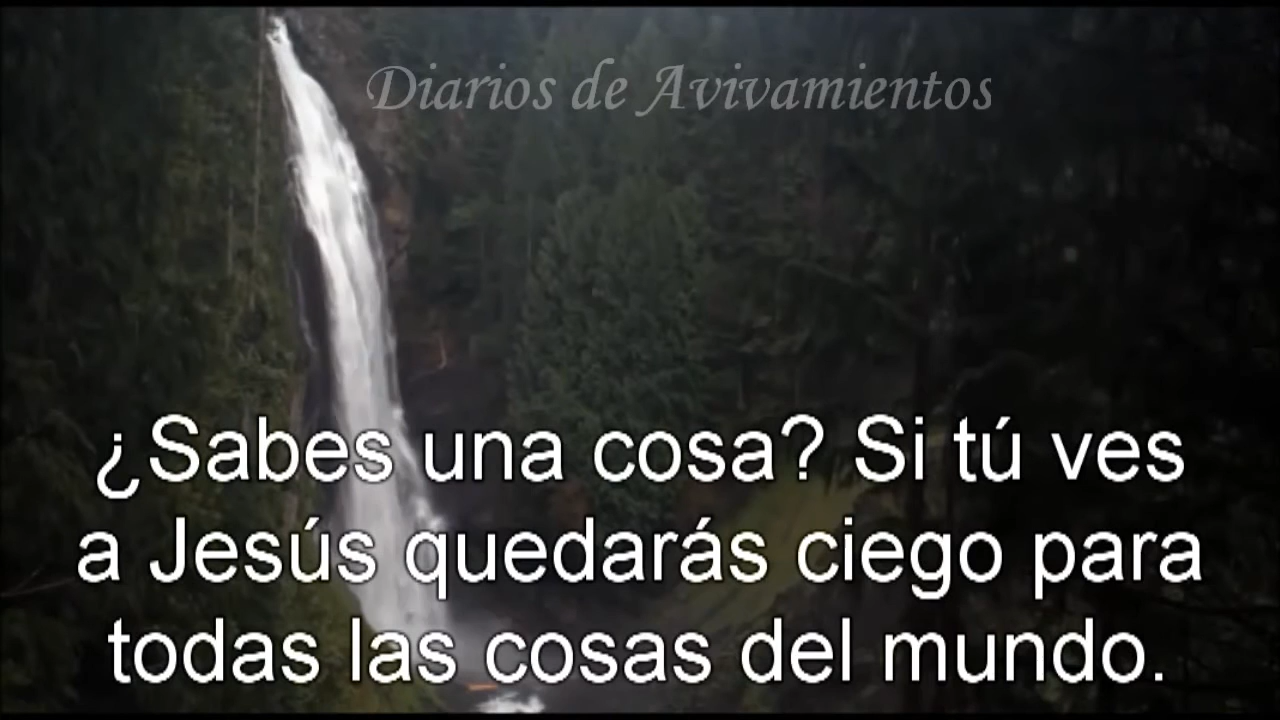 Diarios de Avivamientos
¿Sabes una cosa? Si tú ves
a Jesús quedarás ciego para
todas las cosas del mundo.